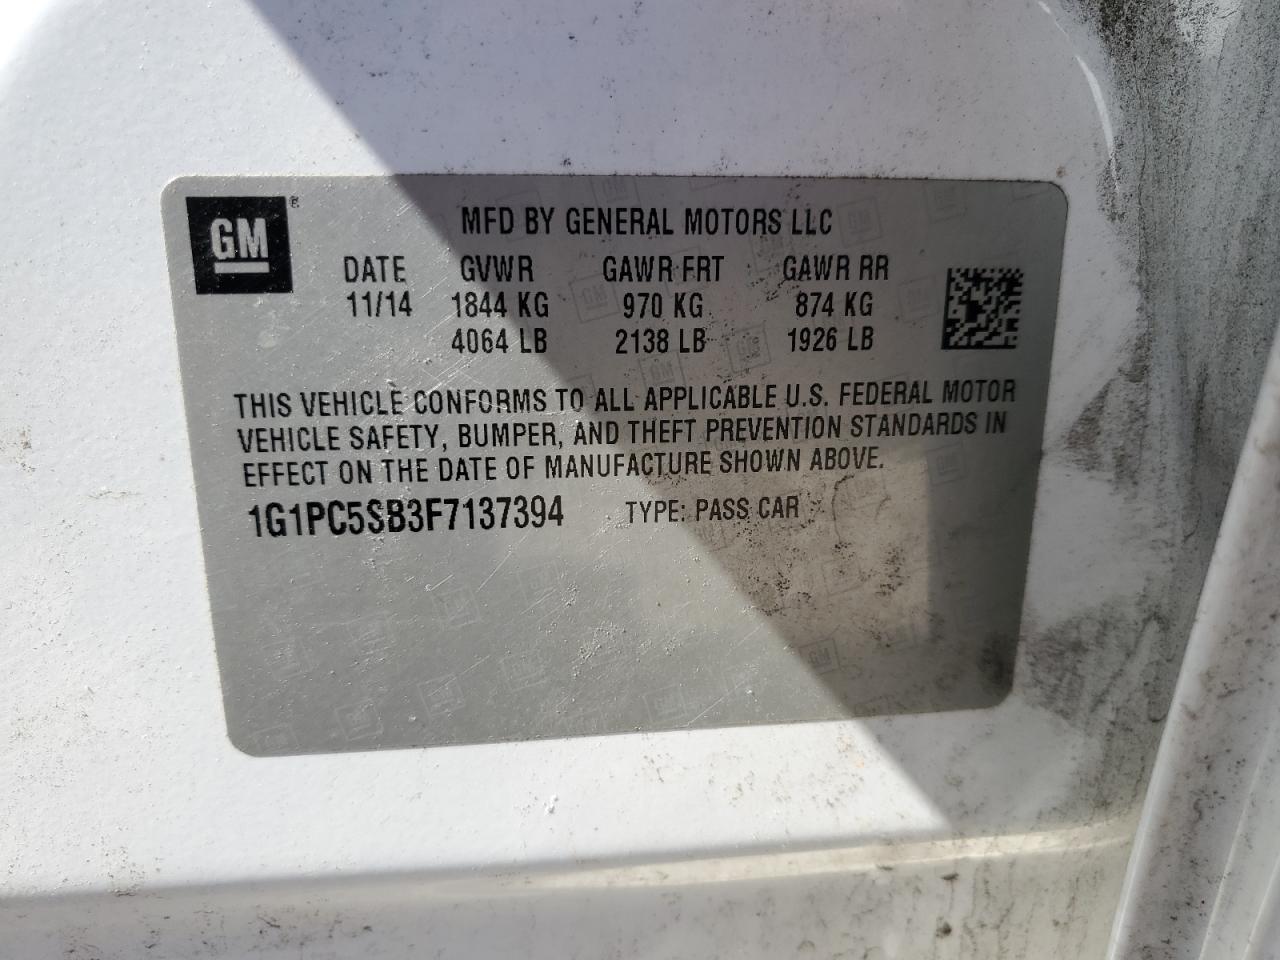 GM ®
MFD BY GENERAL MOTORS LLC
DATE GVWR GAWR FRT GAWR RR
11/14 1844 KG 970 KG 874 KG
4064 LB 2138 LB 1926 LB
THIS VEHICLE CONFORMS TO ALL APPLICABLE U.S. FEDERAL MOTOR
VEHICLE SAFETY, BUMPER, AND THEFT PREVENTION STANDARDS IN
EFFECT ON THE DATE OF MANUFACTURE SHOWN ABOVE.
1G1PC5SB3F7137394 TYPE: PASS CAR